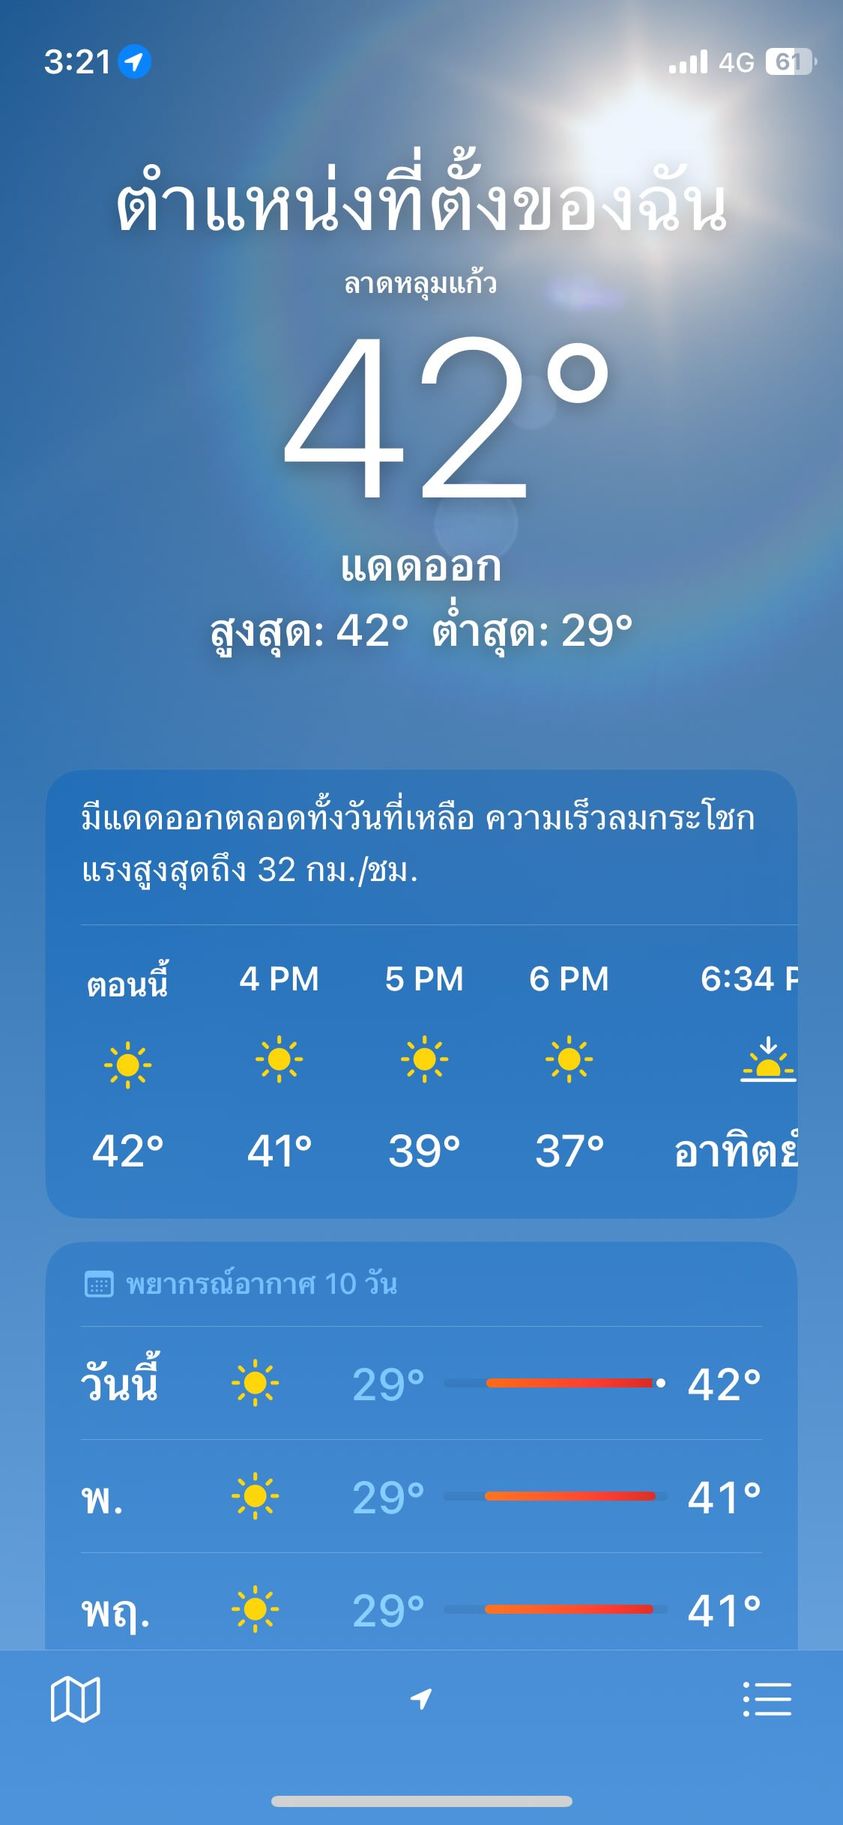 3:21
4G
61
ตำแหน่งที่ตั้งของฉัน
ลาดหลุมแก้ว
42°
แดดออก
สูงสุด: 42° ต่ำสุด: 29°
มีแดดออกตลอดทั้งวันที่เหลือ ความเร็วลมกระโชก
แรงสูงสุดถึง 32 กม./ชม.
ตอนนี้ 4 PM 5 PM 6 PM 6:34 P
42° 41° 39° 37° อาทิตย์
พยากรณ์อากาศ 10 วัน
วันนี้ 29° 42°
พ. 29° 41°
พฤ. 29° 41°